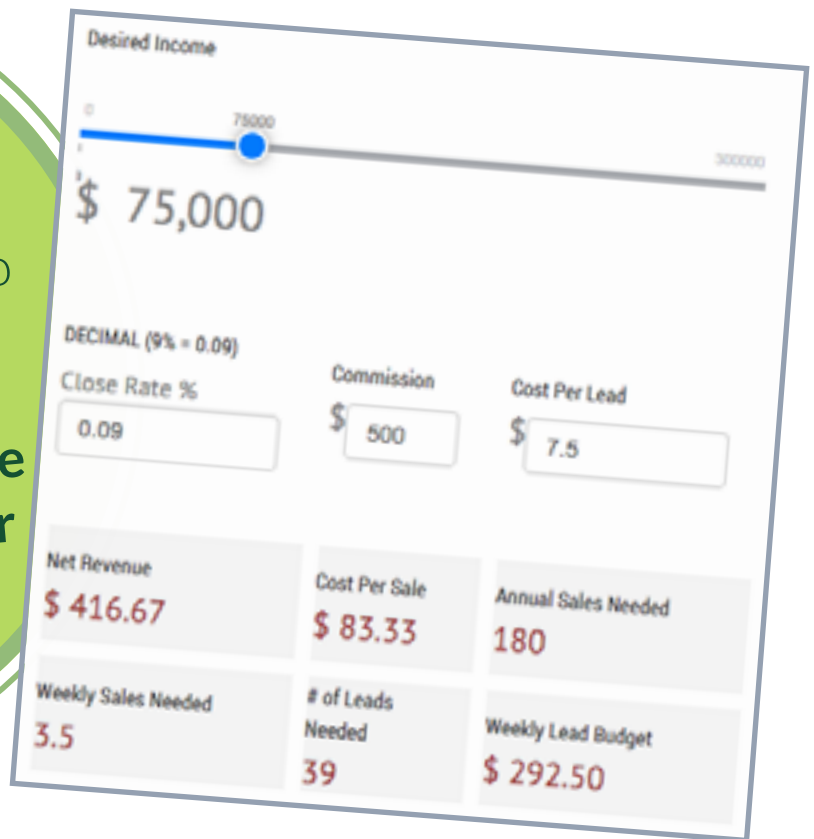 Desired Income
0
75000
300000
$ 75,000
DECIMAL (9% = 0.09)
Close Rate %
0.09
Commission
$ 500
Cost Per Lead
$ 7.5
Net Revenue
$ 416.67
Cost Per Sale
$ 83.33
Annual Sales Needed
180
Weekly Sales Needed
3.5
# of Leads
Needed
39
Weekly Lead Budget
$ 292.50
e
r